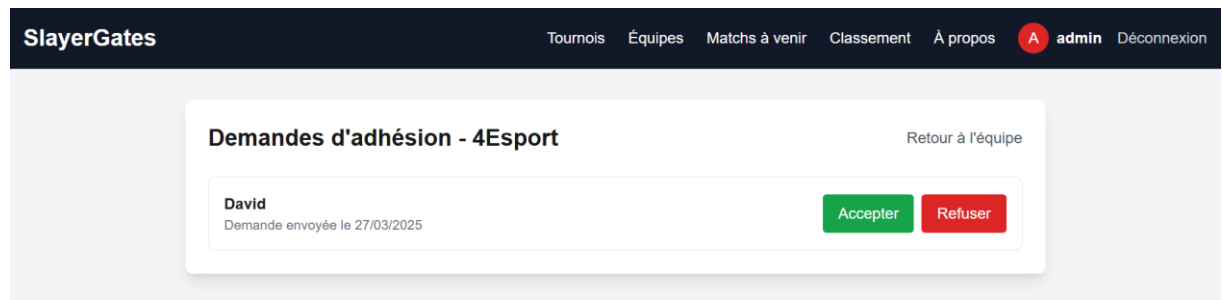 SlayerGates Tournois Équipes Matchs à venir Classement À propos A admin Déconnexion
Demandes d'adhésion - 4Esport Retour à l'équipe
David
Demande envoyée le 27/03/2025
Accepter Refuser